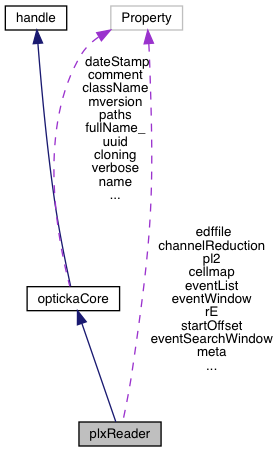 handle
Property
dateStamp
comment
className
mversion
paths
fullName_
uuid
cloning
verbose
name
...
edffile
channelReduction
pl2
cellmap
eventList
eventWindow
rE
startOffset
eventSearchWindow
meta
...
optickaCore
plxReader